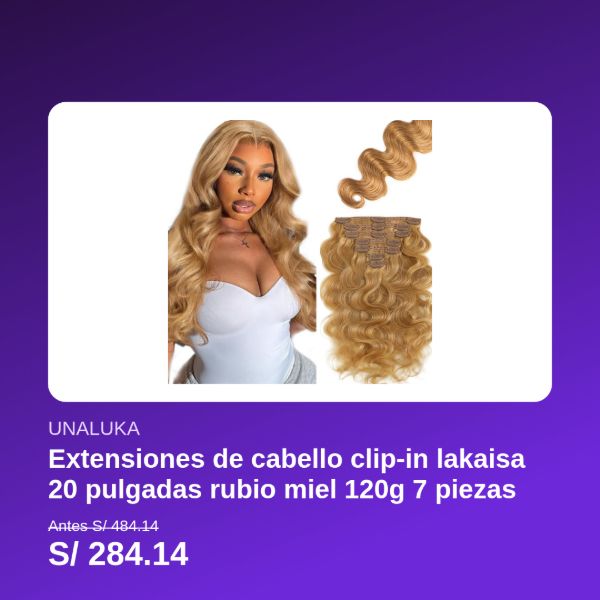 UNALUKA
Extensiones de cabello clip-in lakaisa
20 pulgadas rubio miel 120g 7 piezas
Antes S/ 484.14
S/ 284.14